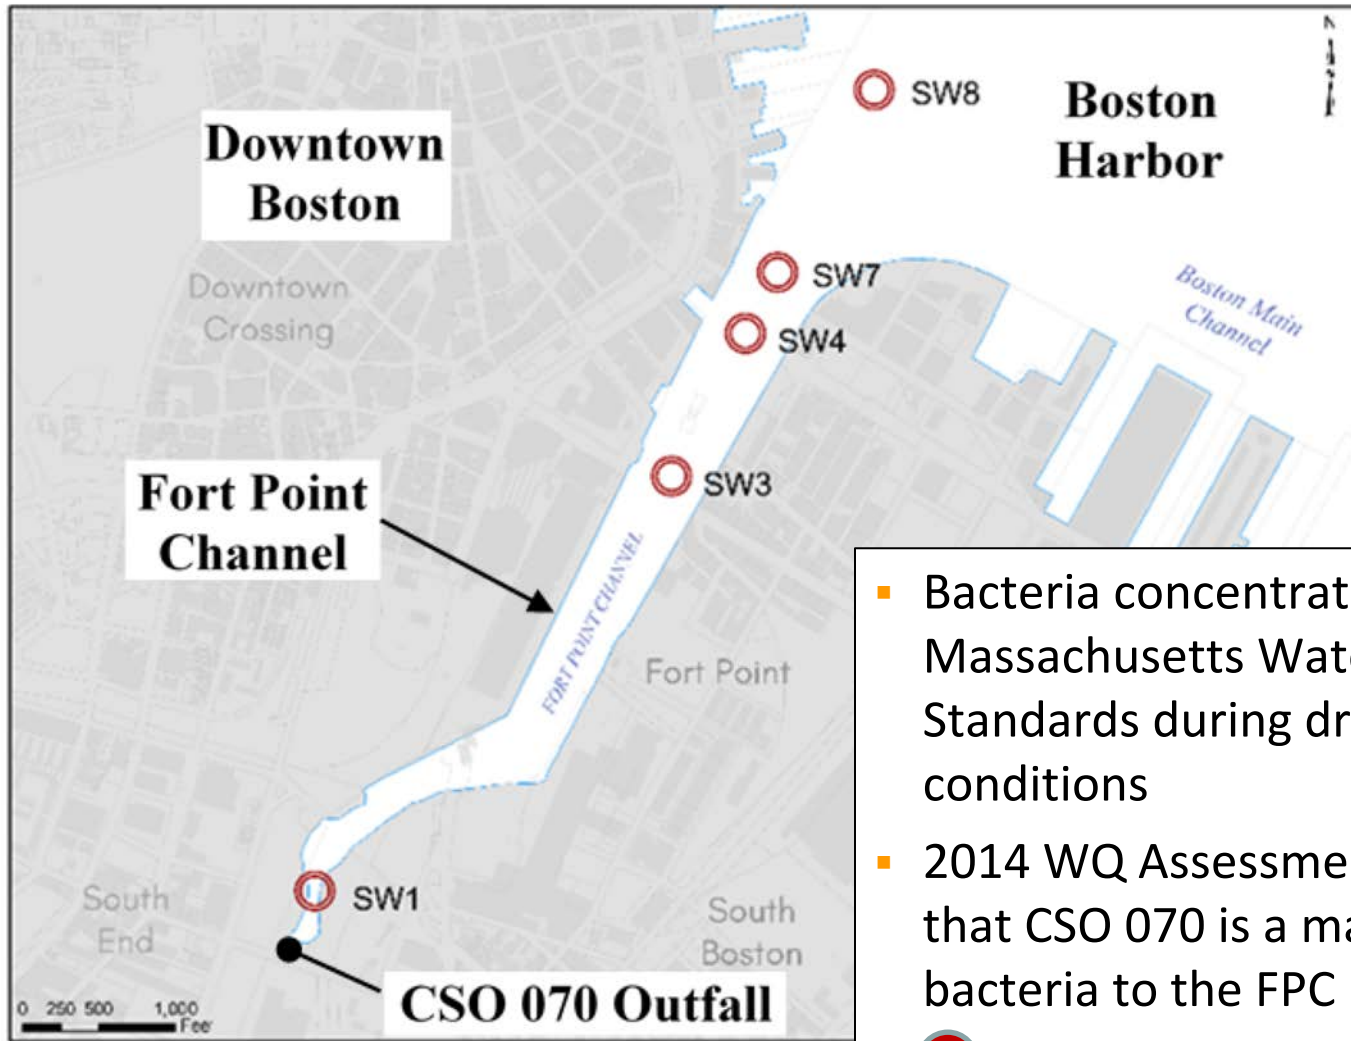 N
SW8
Boston
Harbor
Downtown
Boston
SW7
Boston Main
Channel
Downtown
Crossing
SW4
Fort Point
Channel
SW3
FORT POINT CHANNEL
Fort Point
▪ Bacteria concentrat
Massachusetts Wat
Standards during dr
conditions
▪ 2014 WQ Assessme
that CSO 070 is a ma
bacteria to the FPC
SW1
South
End
South
Boston
CSO 070 Outfall
0 250 500 1,000
Fee